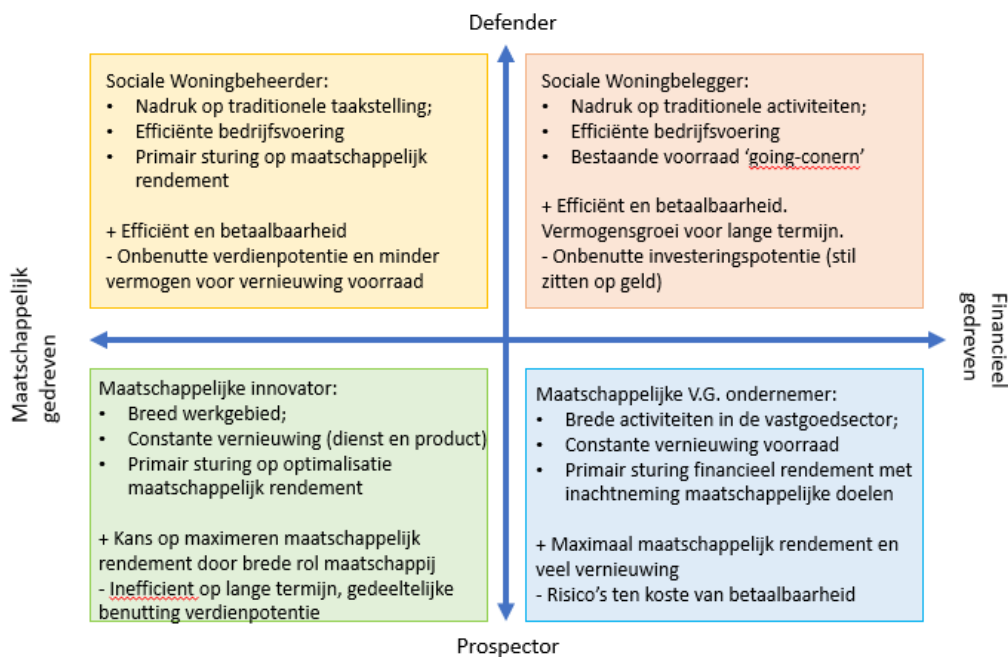 Defender
Sociale Woningbeheerder:
• Nadruk op traditionele taakstelling;
• Efficiënte bedrijfsvoering
• Primair sturing op maatschappelijk
rendement
+ Efficiënt en betaalbaarheid
- Onbenutte verdienpotentie en minder
vermogen voor vernieuwing voorraad
Sociale Woningbelegger:
• Nadruk op traditionele activiteiten;
• Efficiënte bedrijfsvoering
• Bestaande voorraad ‘going-conern’
+ Efficiënt en betaalbaarheid.
Vermogensgroei voor lange termijn.
- Onbenutte investeringspotentie (stil
zitten op geld)
Maatschappelijk
gedreven
Financieel
gedreven
Maatschappelijke innovator:
• Breed werkgebied;
• Constante vernieuwing (dienst en product)
• Primair sturing op optimalisatie
maatschappelijk rendement
+ Kans op maximeren maatschappelijk
rendement door brede rol maatschappij
- Inefficient op lange termijn, gedeeltelijke
benutting verdienpotentie
Maatschappelijke V.G. ondernemer:
• Brede activiteiten in de vastgoedsector;
• Constante vernieuwing voorraad
• Primair sturing financieel rendement met
inachtneming maatschappelijke doelen
+ Maximaal maatschappelijk rendement en
veel vernieuwing
- Risico’s ten koste van betaalbaarheid
Prospector